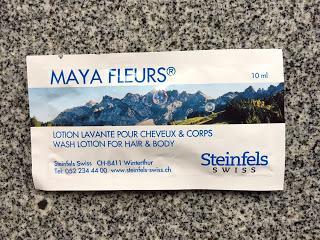 MAYA FLEURS®
10 ml
LOTION LAVANTE POUR CHEVEUX & CORPS
WASH LOTION FOR HAIR & BODY
Steinfels Swiss CH-8411 Winterthur
Tel. 052 234 44 00 www.steinfels-swiss.ch
Steinfels
SWISS